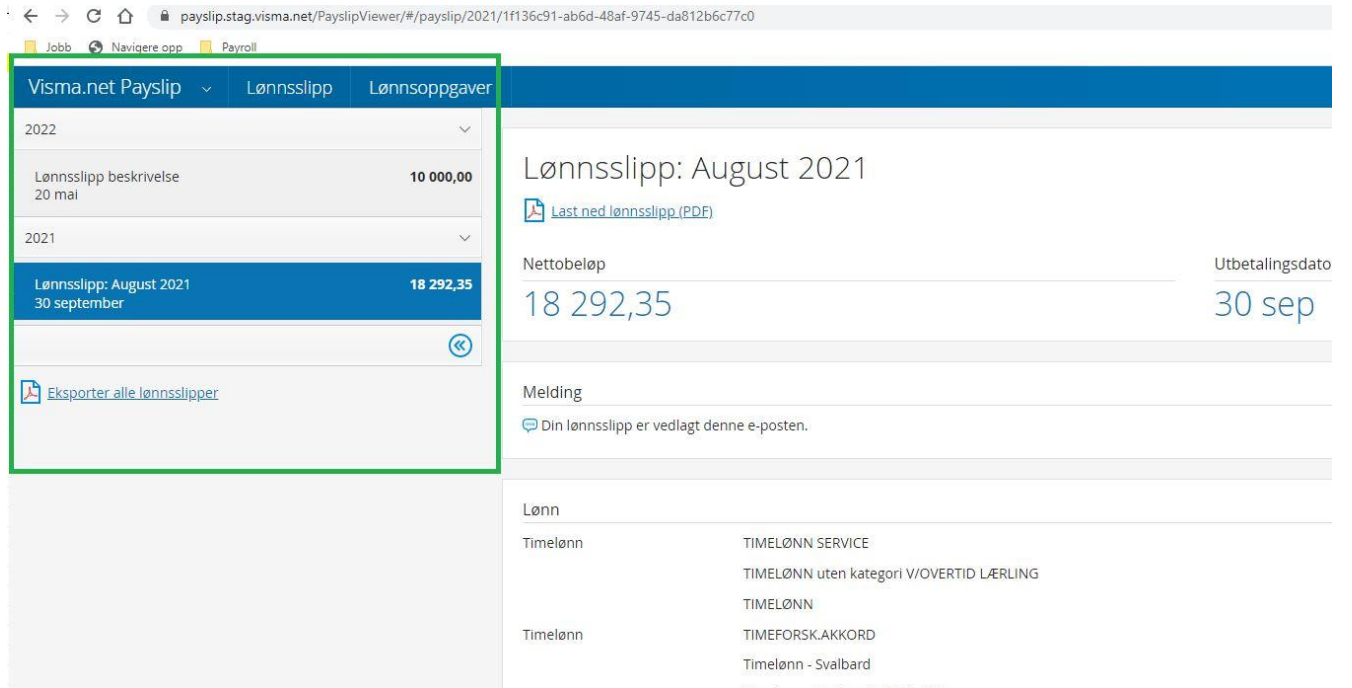 payslip.stag.visma.net/PayslipViewer/#/payslip/2021/1f136c91-ab6d-48af-9745-da812b6c77c0
Jobb Navigere opp Payroll
Visma.net Payslip Lønnsslipp Lønnsoppgaver
2022
Lønnsslipp beskrivelse 10 000,00
20 mai
2021
Lønnsslipp: August 2021 18 292,35
30 september
Eksporter alle lønnsslipper
Lønnsslipp: August 2021
Last ned lønnsslipp (PDF)
Nettobeløp Utbetalingsdato
18 292,35 30 sep
Melding
Din lønnsslipp er vedlagt denne e-posten.
Lønn
Timelønn TIMELØNN SERVICE
TIMELØNN uten kategori V/OVERTID LÆRLING
TIMELØNN
Timelønn TIMEFORSK.AKKORD
Timelønn - Svalbard